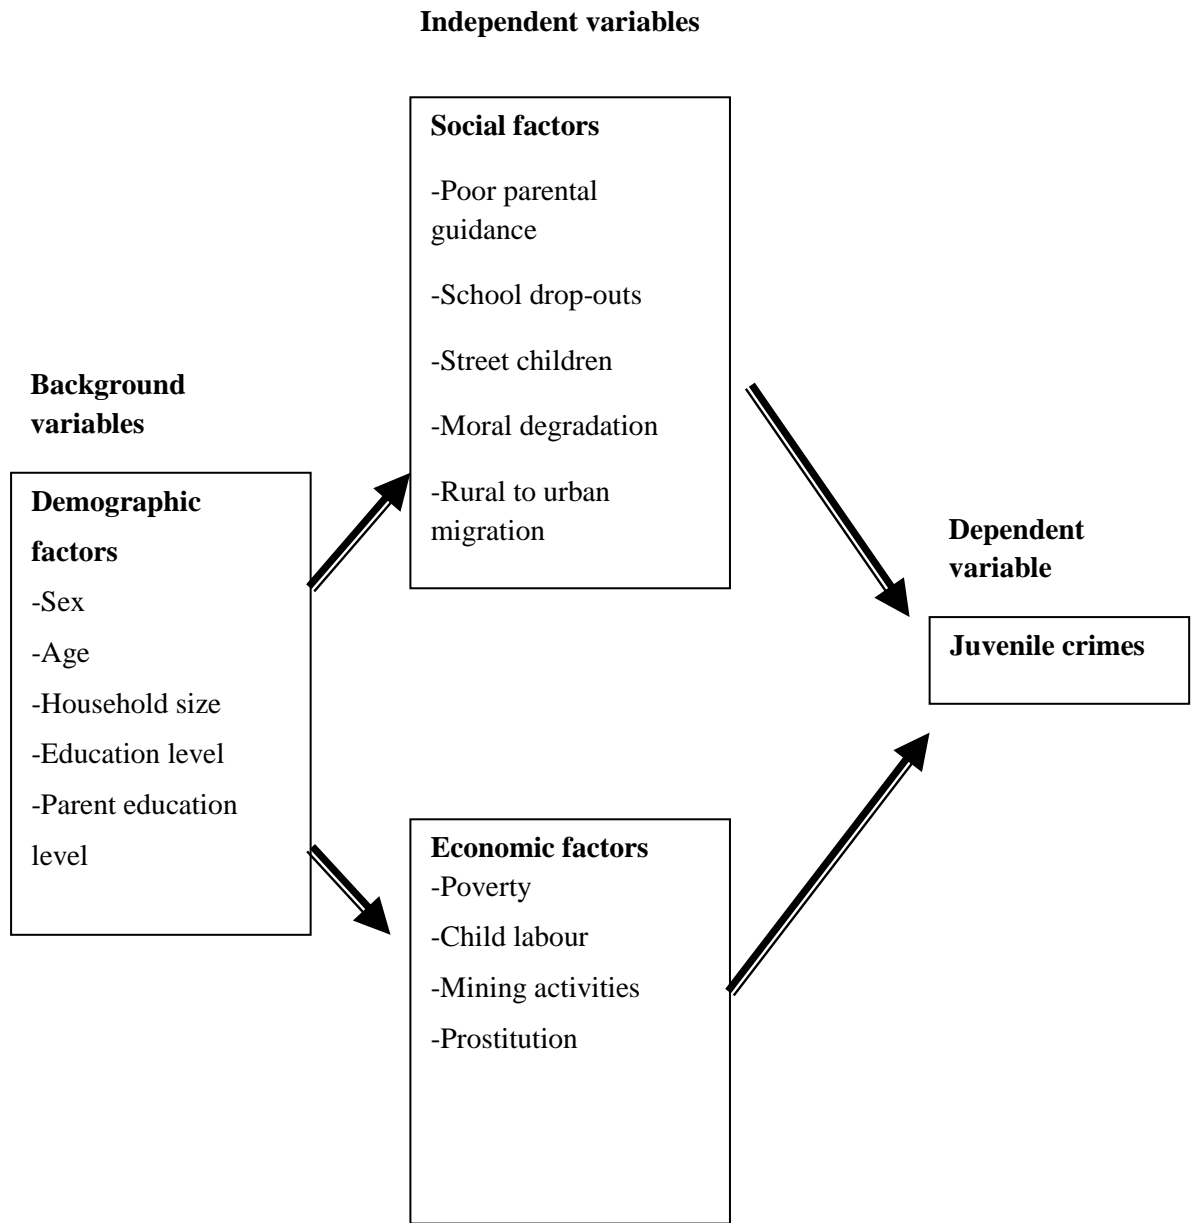 Independent variables
Social factors
-Poor parental
guidance
-School drop-outs
-Street children
-Moral degradation
-Rural to urban
migration
Background
variables
Demographic
factors
-Sex
-Age
-Household size
-Education level
-Parent education
level
Economic factors
-Poverty
-Child labour
-Mining activities
-Prostitution
Dependent
variable
Juvenile crimes